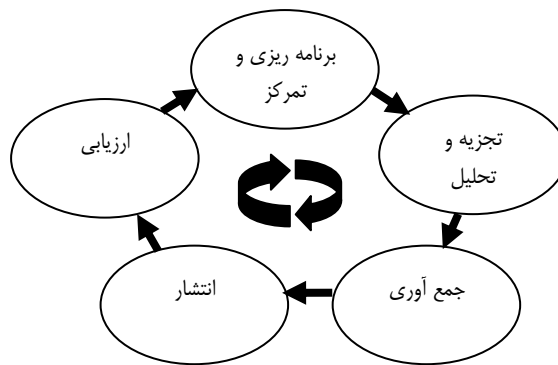 برنامه ریزی و
تمرکز
تجزیه و
تحلیل
جمع آوری
انتشار
ارزیابی